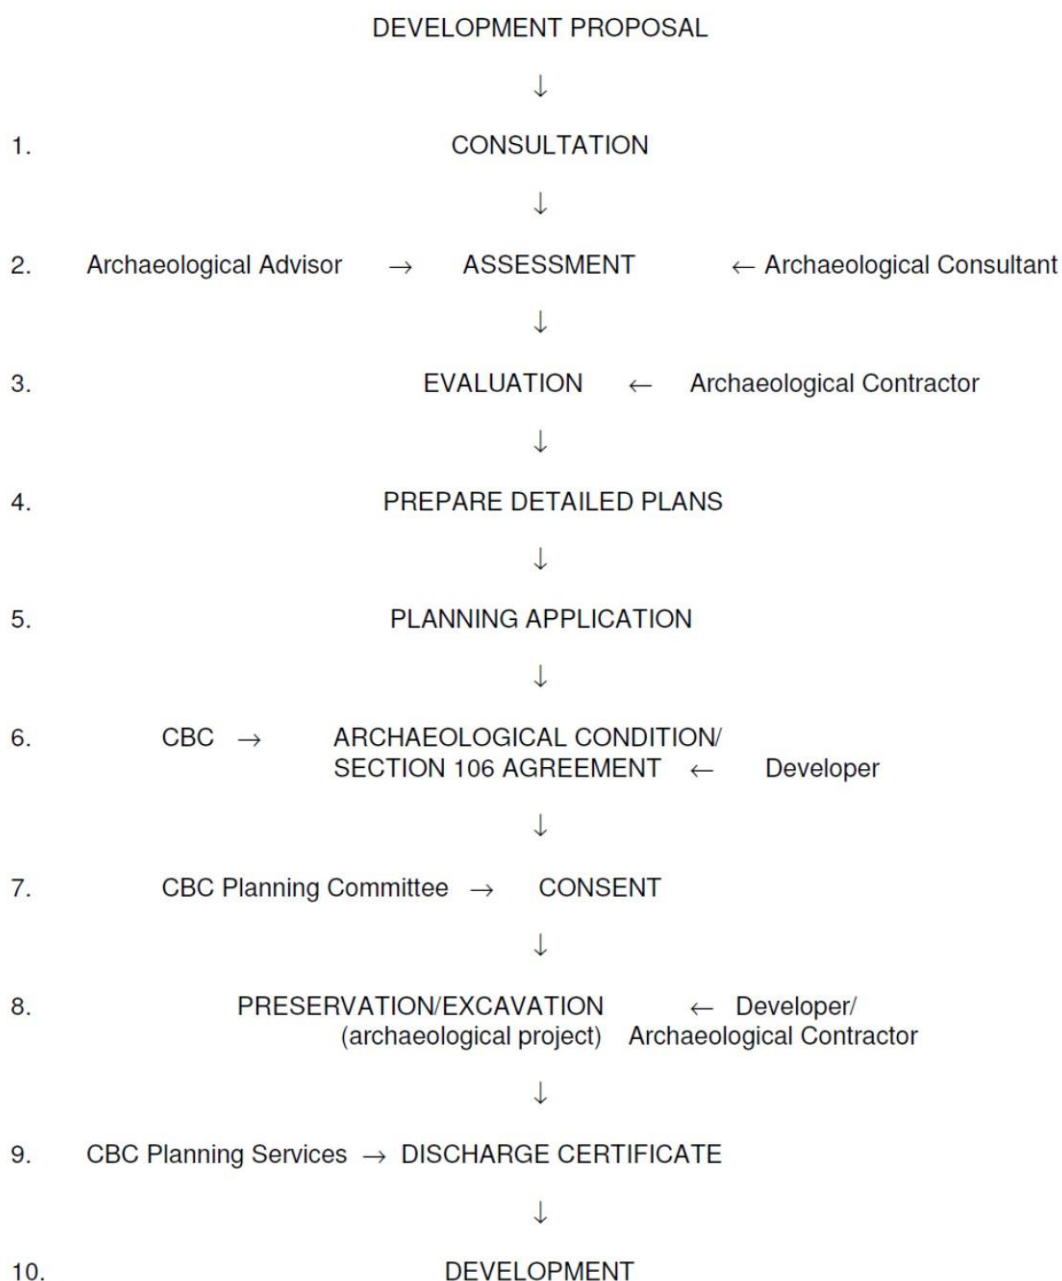 DEVELOPMENT PROPOSAL
↓
1. CONSULTATION
↓
2. Archaeological Advisor → ASSESSMENT ← Archaeological Consultant
↓
3. EVALUATION ← Archaeological Contractor
↓
4. PREPARE DETAILED PLANS
↓
5. PLANNING APPLICATION
↓
6. CBC → ARCHAEOLOGICAL CONDITION/
SECTION 106 AGREEMENT ← Developer
↓
7. CBC Planning Committee → CONSENT
↓
8. PRESERVATION/EXCAVATION ← Developer/
(archaeological project) Archaeological Contractor
↓
9. CBC Planning Services → DISCHARGE CERTIFICATE
↓
10. DEVELOPMENT